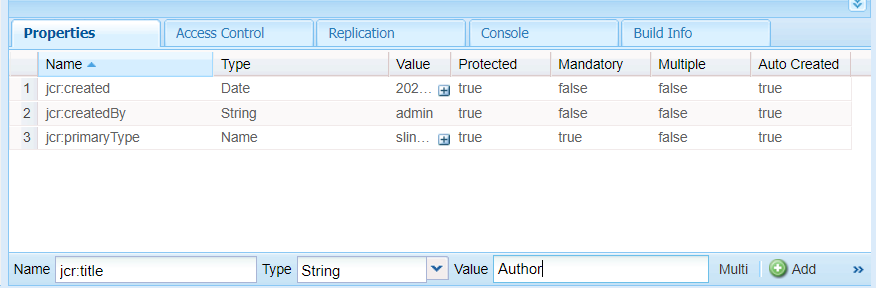 Properties Access Control Replication Console Build Info
Name Type Value Protected Mandatory Multiple Auto Created
1 jcr:created Date 202... true false false true
2 jcr:createdBy String admin true false false true
3 jcr:primaryType Name slin... true true false true
Name jcr:title Type String Value Author Multi Add »